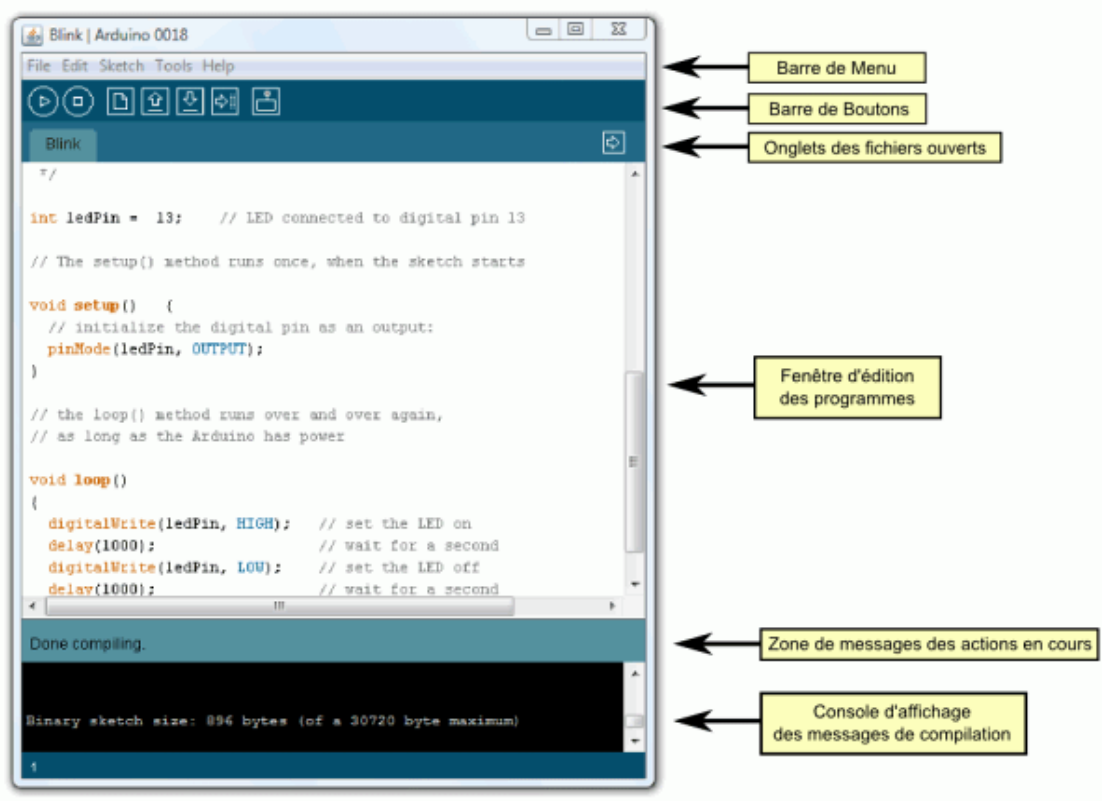 Blink | Arduino 0018
File Edit Sketch Tools Help
Barre de Menu
Barre de Boutons
Blink
Onglets des fichiers ouverts
*/
int ledPin =  13;    // LED connected to digital pin 13
// The setup() method runs once, when the sketch starts
void setup()   {
// initialize the digital pin as an output:
pinMode(ledPin, OUTPUT);
}
Fenêtre d'édition
des programmes
// the loop() method runs over and over again,
// as long as the Arduino has power
void loop()
{
digitalWrite(ledPin, HIGH);   // set the LED on
delay(1000);                  // wait for a second
digitalWrite(ledPin, LOW);    // set the LED off
delay(1000);                  // wait for a second
Done compiling.
Zone de messages des actions en cours
Binary sketch size: 896 bytes (of a 30720 byte maximum)
Console d'affichage
des messages de compilation
1